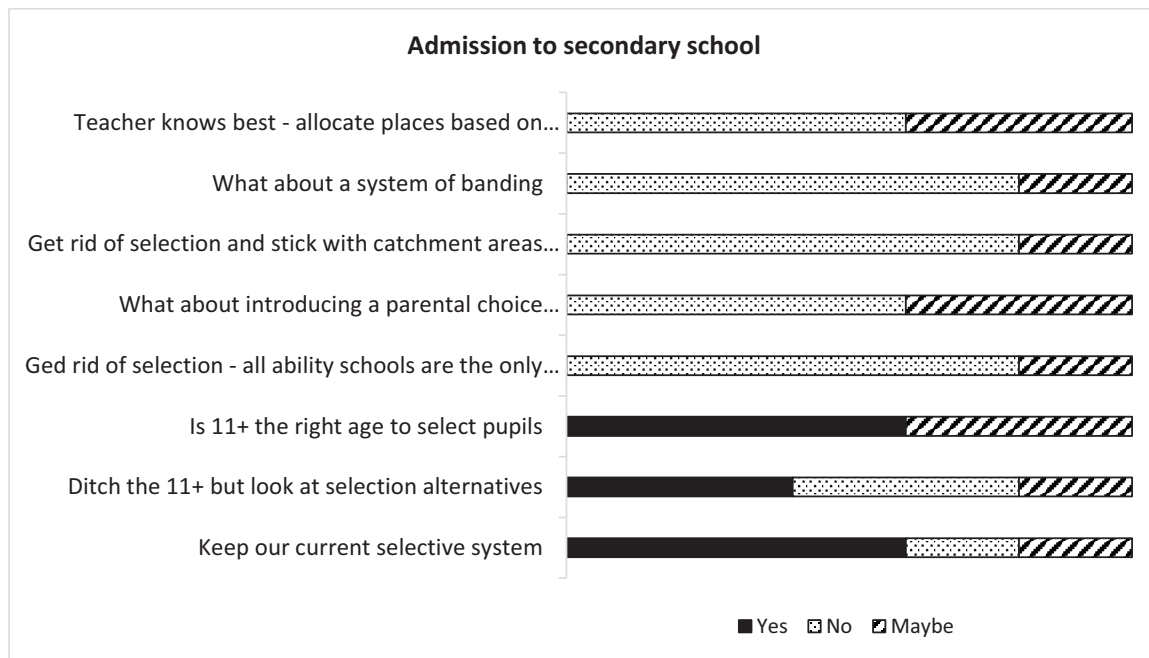 Admission to secondary school
Teacher knows best - allocate places based on...
What about a system of banding
Get rid of selection and stick with catchment areas...
What about introducing a parental choice...
Ged rid of selection - all ability schools are the only...
Is 11+ the right age to select pupils
Ditch the 11+ but look at selection alternatives
Keep our current selective system
Yes No Maybe